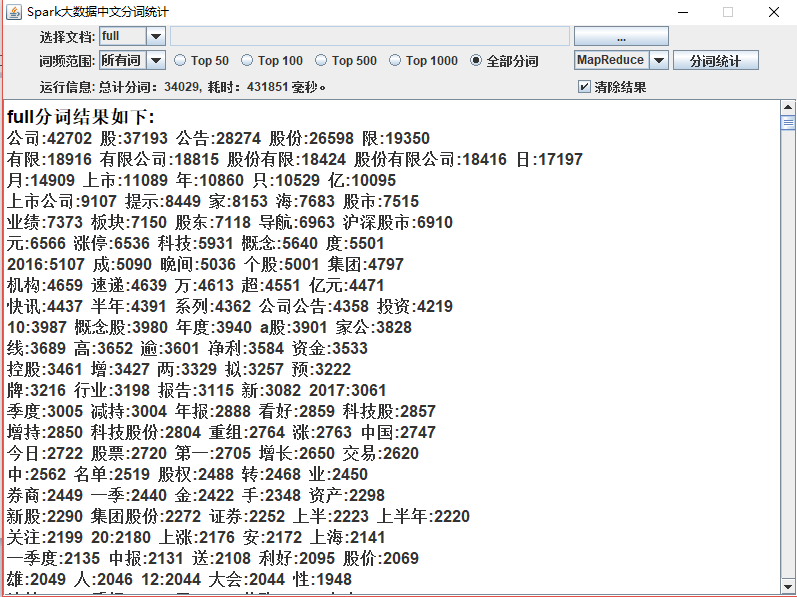 Spark大数据中文分词统计
选择文档: full ...
词频范围: 所有词 Top 50 Top 100 Top 500 Top 1000 全部分词 MapReduce 分词统计
运行信息: 总计分词：34029, 耗时：431851 毫秒。 清除结果
full分词结果如下:
公司:42702 股:37193 公告:28274 股份:26598 限:19350
有限:18916 有限公司:18815 股份有限:18424 股份有限公司:18416 日:17197
月:14909 上市:11089 年:10860 只:10529 亿:10095
上市公司:9107 提示:8449 家:8153 海:7683 股市:7515
业绩:7373 板块:7150 股东:7118 导航:6963 沪深股市:6910
元:6566 涨停:6536 科技:5931 概念:5640 度:5501
2016:5107 成:5090 晚间:5036 个股:5001 集团:4797
机构:4659 速递:4639 万:4613 超:4551 亿元:4471
快讯:4437 半年:4391 系列:4362 公司公告:4358 投资:4219
10:3987 概念股:3980 年度:3940 a股:3901 家公:3828
线:3689 高:3652 逾:3601 净利:3584 资金:3533
控股:3461 增:3427 两:3329 拟:3257 预:3222
牌:3216 行业:3198 报告:3115 新:3082 2017:3061
季度:3005 减持:3004 年报:2888 看好:2859 科技股:2857
增持:2850 科技股份:2804 重组:2764 涨:2763 中国:2747
今日:2722 股票:2720 第一:2705 增长:2650 交易:2620
中:2562 名单:2519 股权:2488 转:2468 业:2450
券商:2449 一季:2440 金:2422 手:2348 资产:2298
新股:2290 集团股份:2272 证券:2252 上半:2223 上半年:2220
关注:2199 20:2180 上涨:2176 安:2172 上海:2141
一季度:2135 中报:2131 送:2108 利好:2095 股价:2069
雄:2049 人:2046 12:2044 大会:2044 性:1948